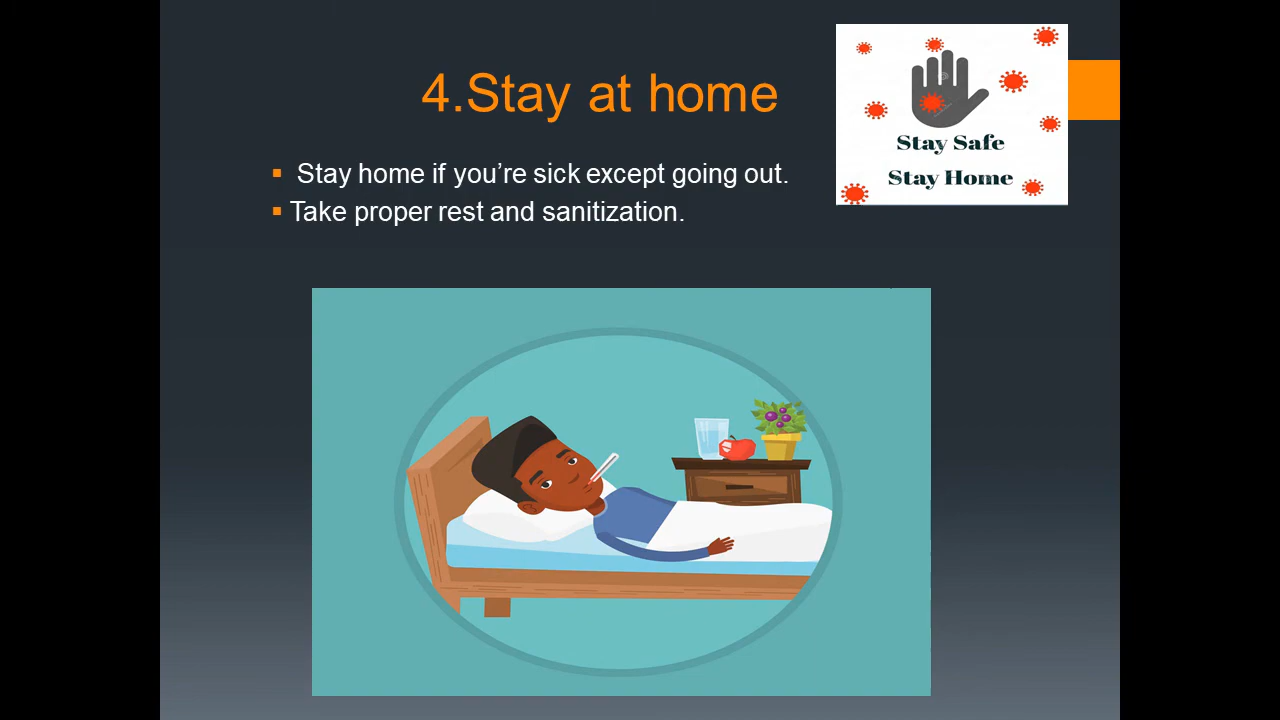 4.Stay at home
Stay Safe
Stay Home
▪ Stay home if you’re sick except going out.
▪ Take proper rest and sanitization.